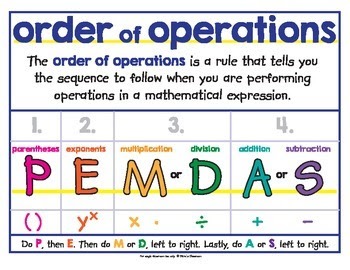 order of operations
The order of operations is a rule that tells you
the sequence to follow when you are performing
operations in a mathematical expression.
1. 2. 3. 4.
parentheses exponents multiplication division addition subtraction
P E M or D A or S
( ) yˣ × · ÷ + -
Do P, then E. Then do M or D, left to right. Lastly, do A or S, left to right.